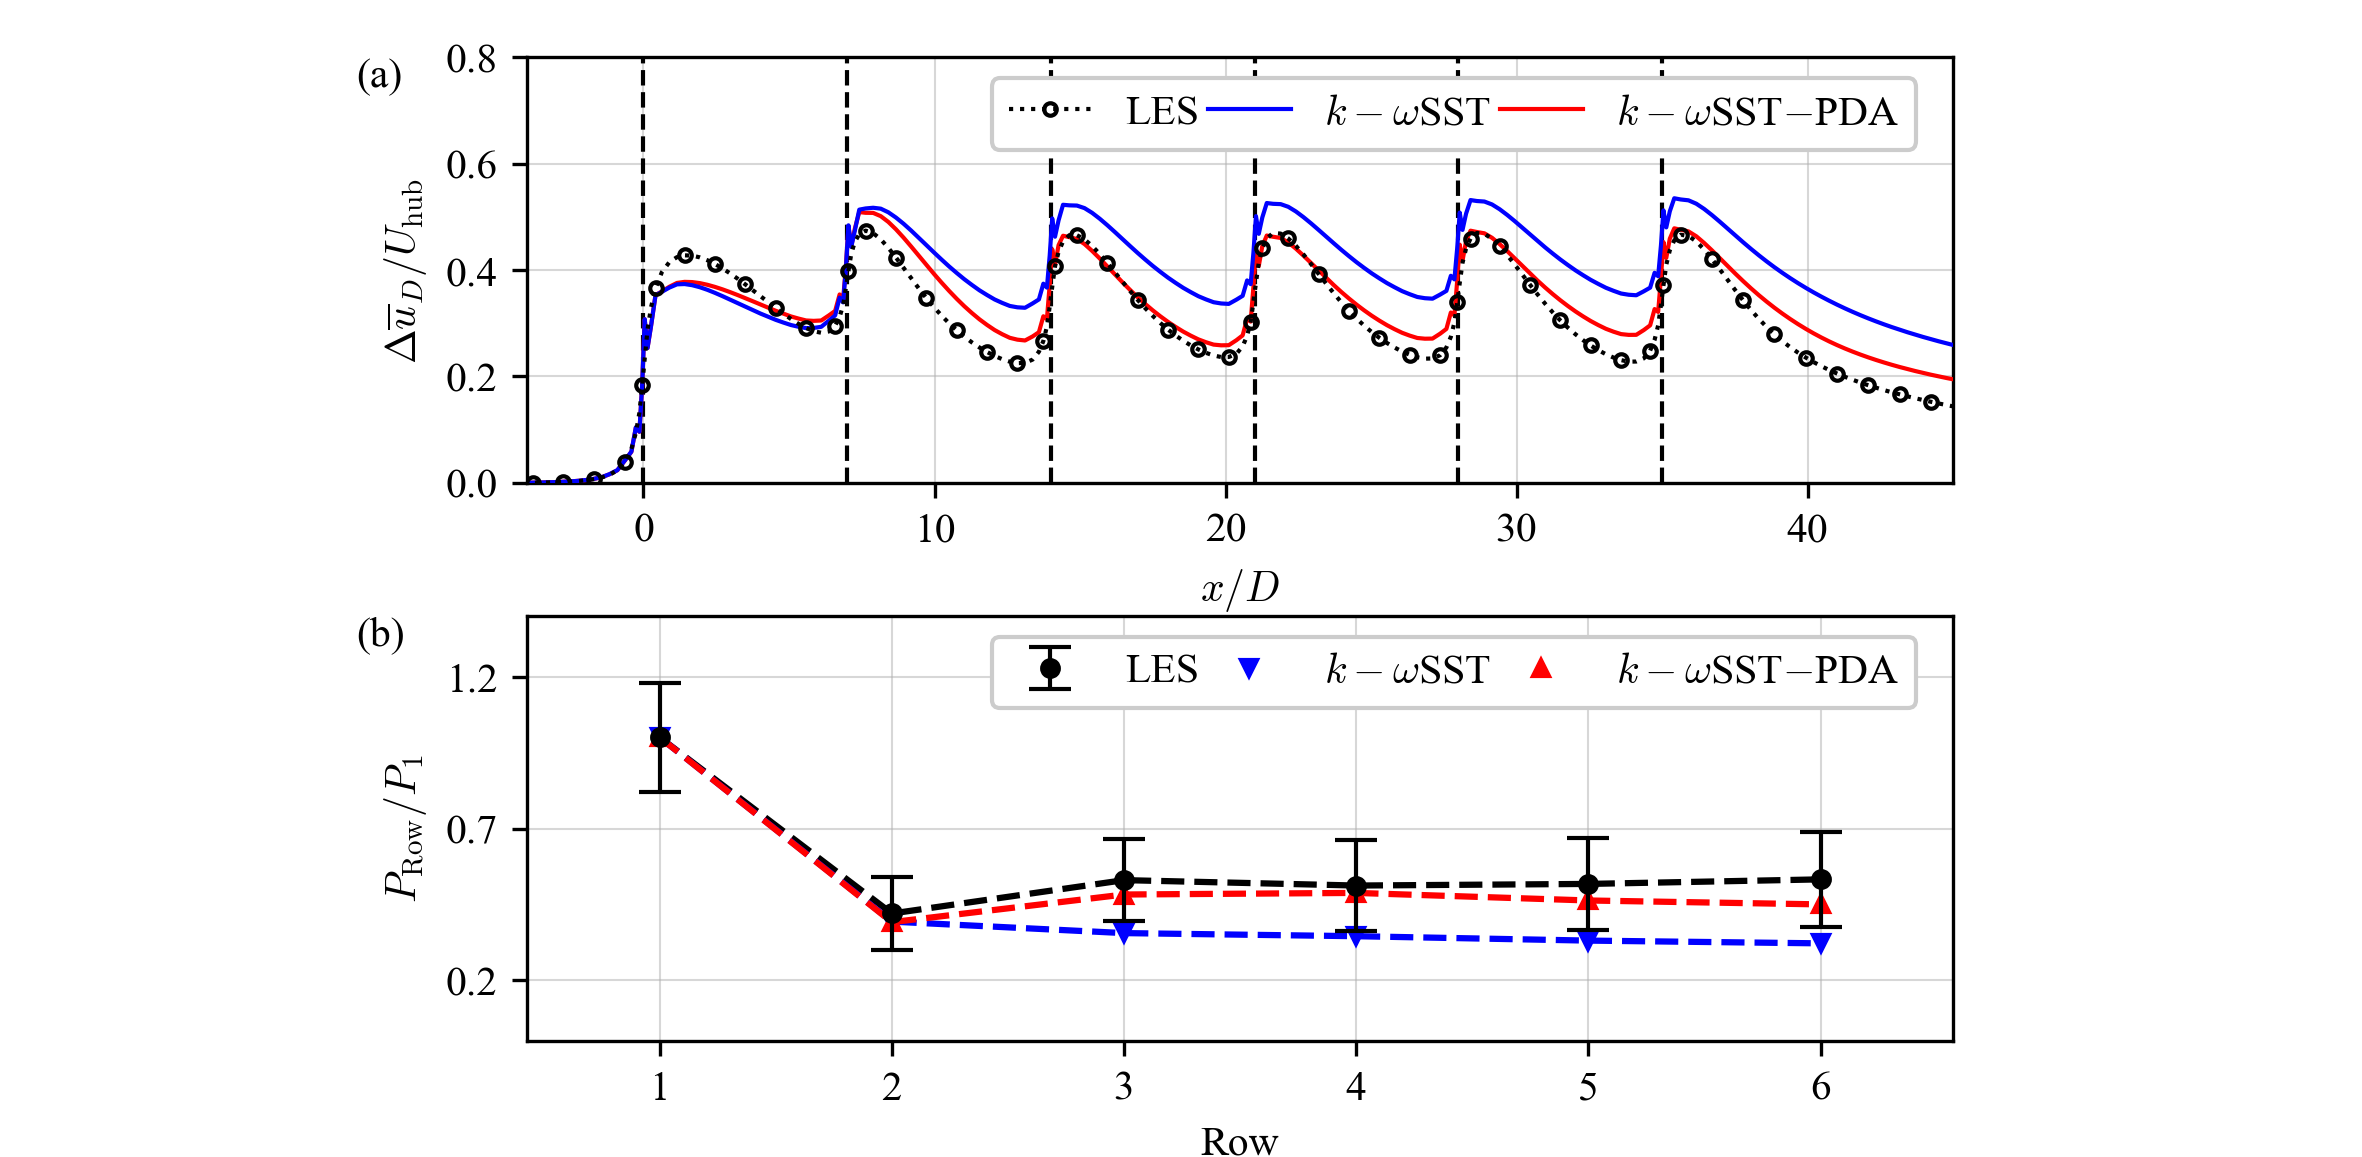 (a)
0.8
0.6
0.4
0.2
0.0
Δu̅_D/U_hub
LES k − ωSST k − ωSST−PDA
0 10 20 30 40
x/D
(b)
1.2
0.7
0.2
P_Row/P_1
LES k − ωSST k − ωSST−PDA
1 2 3 4 5 6
Row